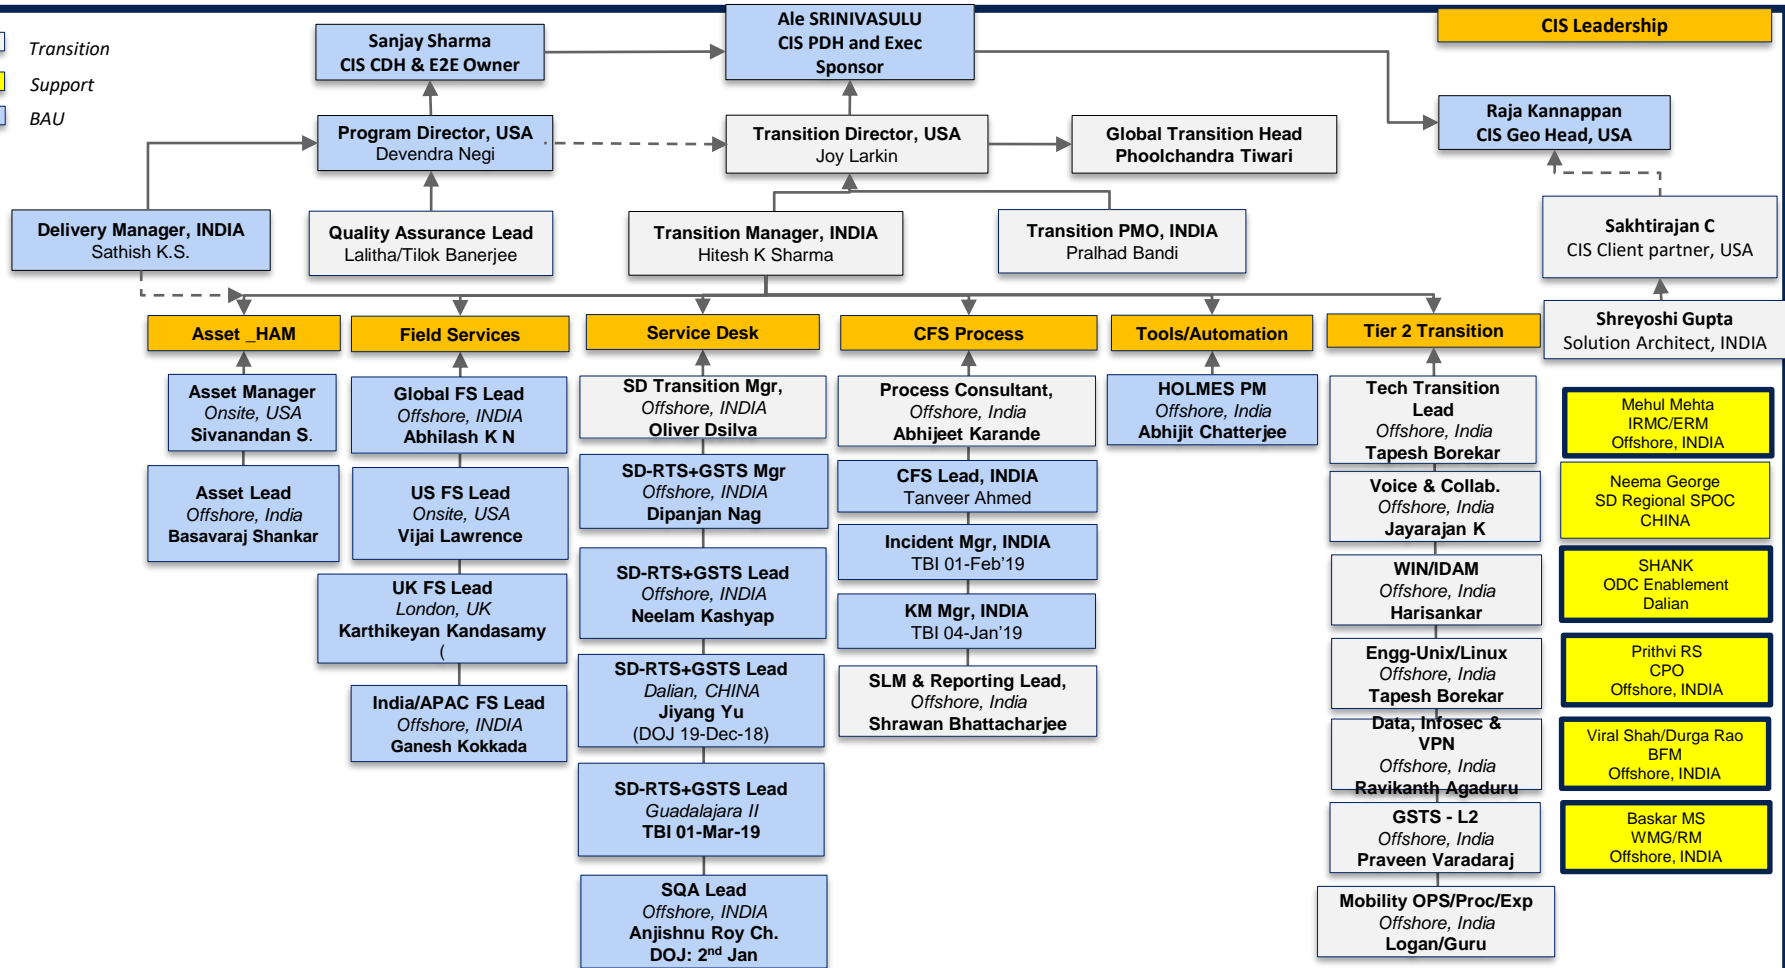 Transition
Support
BAU
Sanjay Sharma
CIS CDH & E2E Owner
Ale SRINIVASULU
CIS PDH and Exec
Sponsor
CIS Leadership
Raja Kannappan
CIS Geo Head, USA
Program Director, USA
Devendra Negi
Transition Director, USA
Joy Larkin
Global Transition Head
Phoolchandra Tiwari
Delivery Manager, INDIA
Sathish K.S.
Quality Assurance Lead
Lalitha/Tilok Banerjee
Transition Manager, INDIA
Hitesh K Sharma
Transition PMO, INDIA
Pralhad Bandi
Sakhtirajan C
CIS Client partner, USA
Shreyoshi Gupta
Solution Architect, INDIA
Asset _HAM
Asset Manager
Onsite, USA
Sivanandan S.
Asset Lead
Offshore, India
Basavaraj Shankar
Field Services
Global FS Lead
Offshore, INDIA
Abhilash K N
US FS Lead
Onsite, USA
Vijai Lawrence
UK FS Lead
London, UK
Karthikeyan Kandasamy
(
India/APAC FS Lead
Offshore, INDIA
Ganesh Kokkada
Service Desk
SD Transition Mgr,
Offshore, INDIA
Oliver Dsilva
SD-RTS+GSTS Mgr
Offshore, INDIA
Dipanjan Nag
SD-RTS+GSTS Lead
Offshore, INDIA
Neelam Kashyap
SD-RTS+GSTS Lead
Dalian, CHINA
Jiyang Yu
(DOJ 19-Dec-18)
SD-RTS+GSTS Lead
Guadalajara II
TBI 01-Mar-19
SQA Lead
Offshore, INDIA
Anjishnu Roy Ch.
DOJ: 2nd Jan
CFS Process
Process Consultant,
Offshore, India
Abhijeet Karande
CFS Lead, INDIA
Tanveer Ahmed
Incident Mgr, INDIA
TBI 01-Feb’19
KM Mgr, INDIA
TBI 04-Jan’19
SLM & Reporting Lead,
Offshore, India
Shrawan Bhattacharjee
Tools/Automation
HOLMES PM
Offshore, India
Abhijit Chatterjee
Tier 2 Transition
Tech Transition
Lead
Offshore, India
Tapesh Borekar
Voice & Collab.
Offshore, India
Jayarajan K
WIN/IDAM
Offshore, India
Harisankar
Engg-Unix/Linux
Offshore, India
Tapesh Borekar
Data, Infosec &
VPN
Offshore, India
Ravikanth Agaduru
GSTS - L2
Offshore, India
Praveen Varadaraj
Mobility OPS/Proc/Exp
Offshore, India
Logan/Guru
Mehul Mehta
IRMC/ERM
Offshore, INDIA
Neema George
SD Regional SPOC
CHINA
SHANK
ODC Enablement
Dalian
Prithvi RS
CPO
Offshore, INDIA
Viral Shah/Durga Rao
BFM
Offshore, INDIA
Baskar MS
WMG/RM
Offshore, INDIA